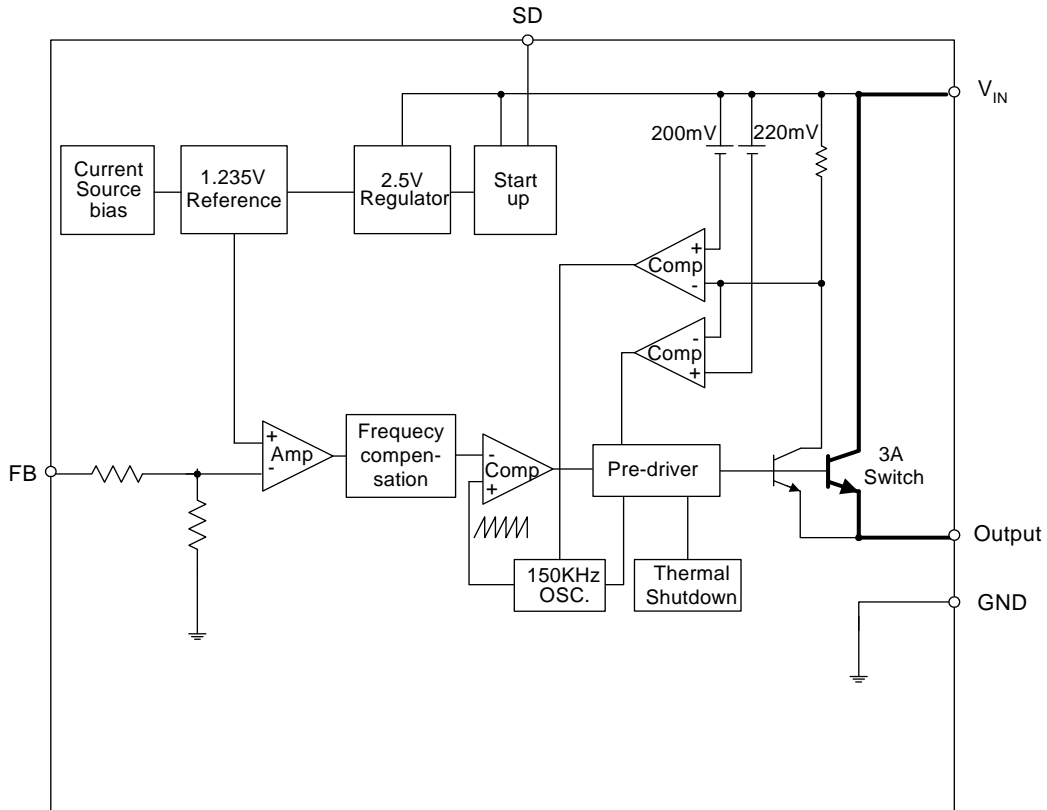 SD
V_IN
200mV
220mV
Current
Source
bias
1.235V
Reference
2.5V
Regulator
Start
up
+
Comp
-
-
Comp
+
FB
+
Amp
-
Frequecy
compen-
sation
-
Comp
+
Pre-driver
3A
Switch
Output
150KHz
OSC.
Thermal
Shutdown
GND